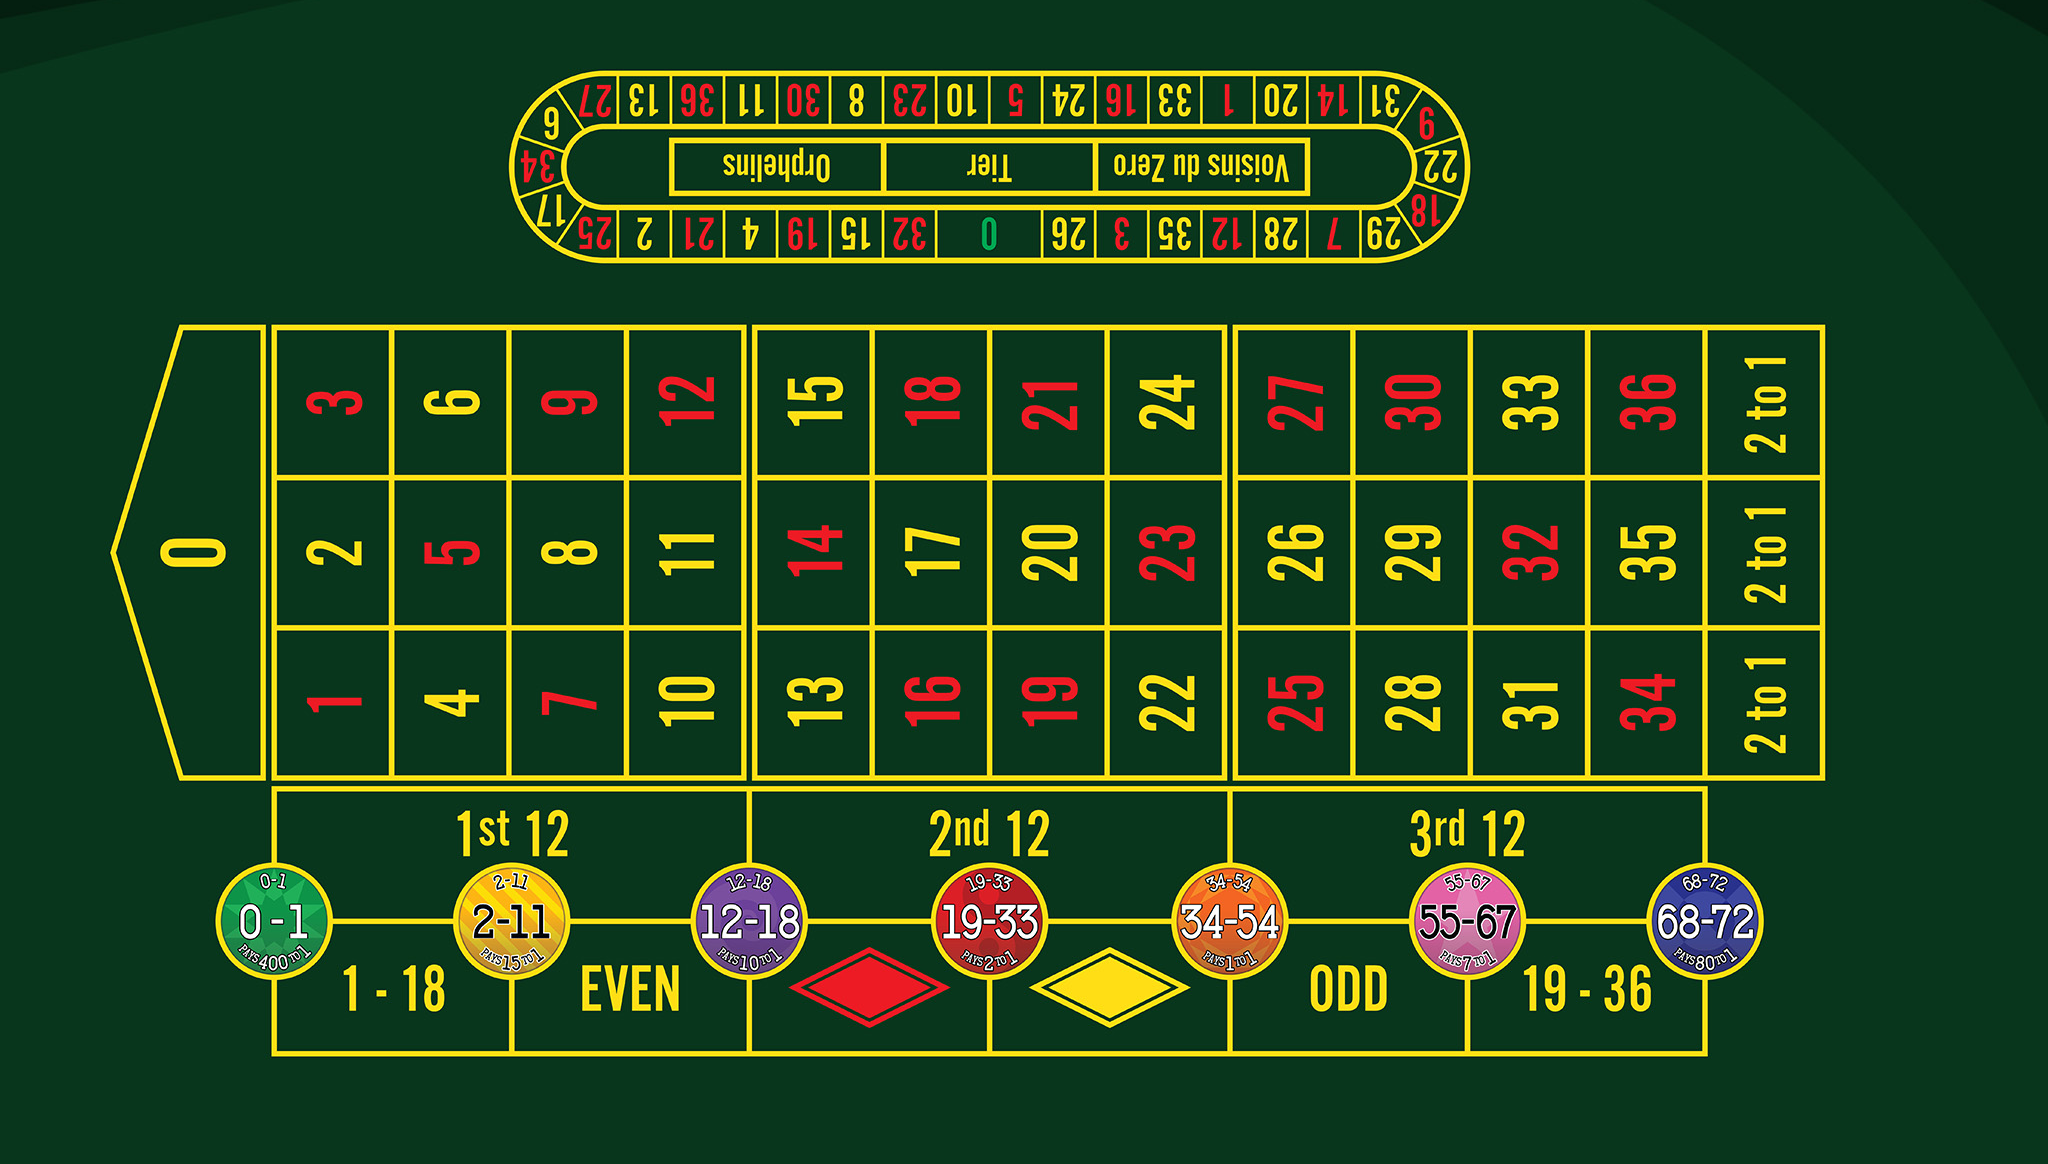 27 13 36 11 30 8 23 10 5 24 16 33 1 20 14 31
6 9
34 Orphelins Tier Voisins du Zero 22
17 18
25 2 21 4 19 15 32 0 26 3 35 12 28 7 29
3 6 9 12 15 18 21 24 27 30 33 36 2 to 1
0 2 5 8 11 14 17 20 23 26 29 32 35 2 to 1
1 4 7 10 13 16 19 22 25 28 31 34 2 to 1
1st 12 2nd 12 3rd 12
0-1 2-11 12-18 19-33 34-54 55-67 68-72
0-1 2-11 12-18 19-33 34-54 55-67 68-72
PAYS 400 TO 1 PAYS 15 TO 1 PAYS 10 TO 1 PAYS 2 TO 1 PAYS 1 TO 1 PAYS 7 TO 1 PAYS 80 TO 1
1 - 18 EVEN ODD 19 - 36